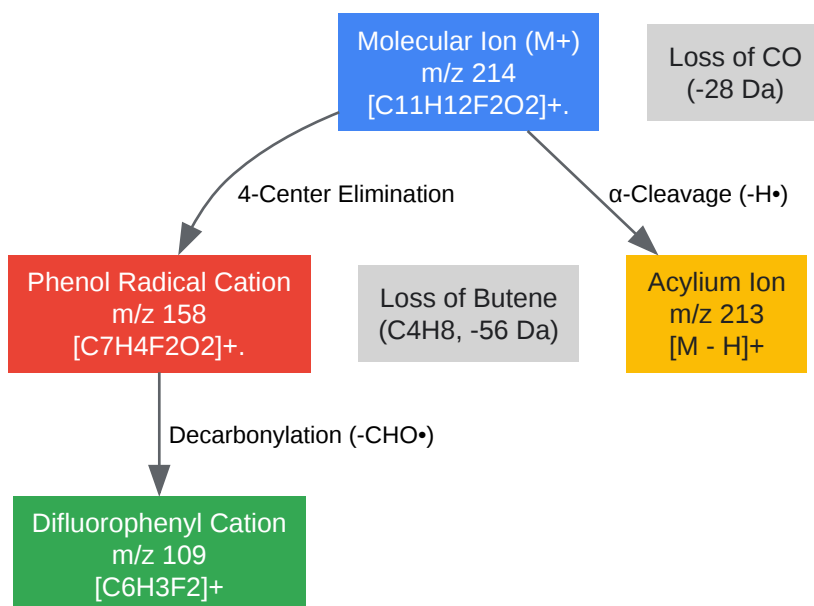 Molecular Ion (M+)
m/z 214
[C11H12F2O2]+.
Loss of CO
(-28 Da)
4-Center Elimination
α-Cleavage (-H•)
Phenol Radical Cation
m/z 158
[C7H4F2O2]+.
Loss of Butene
(C4H8, -56 Da)
Acylium Ion
m/z 213
[M - H]+
Decarbonylation (-CHO•)
Difluorophenyl Cation
m/z 109
[C6H3F2]+